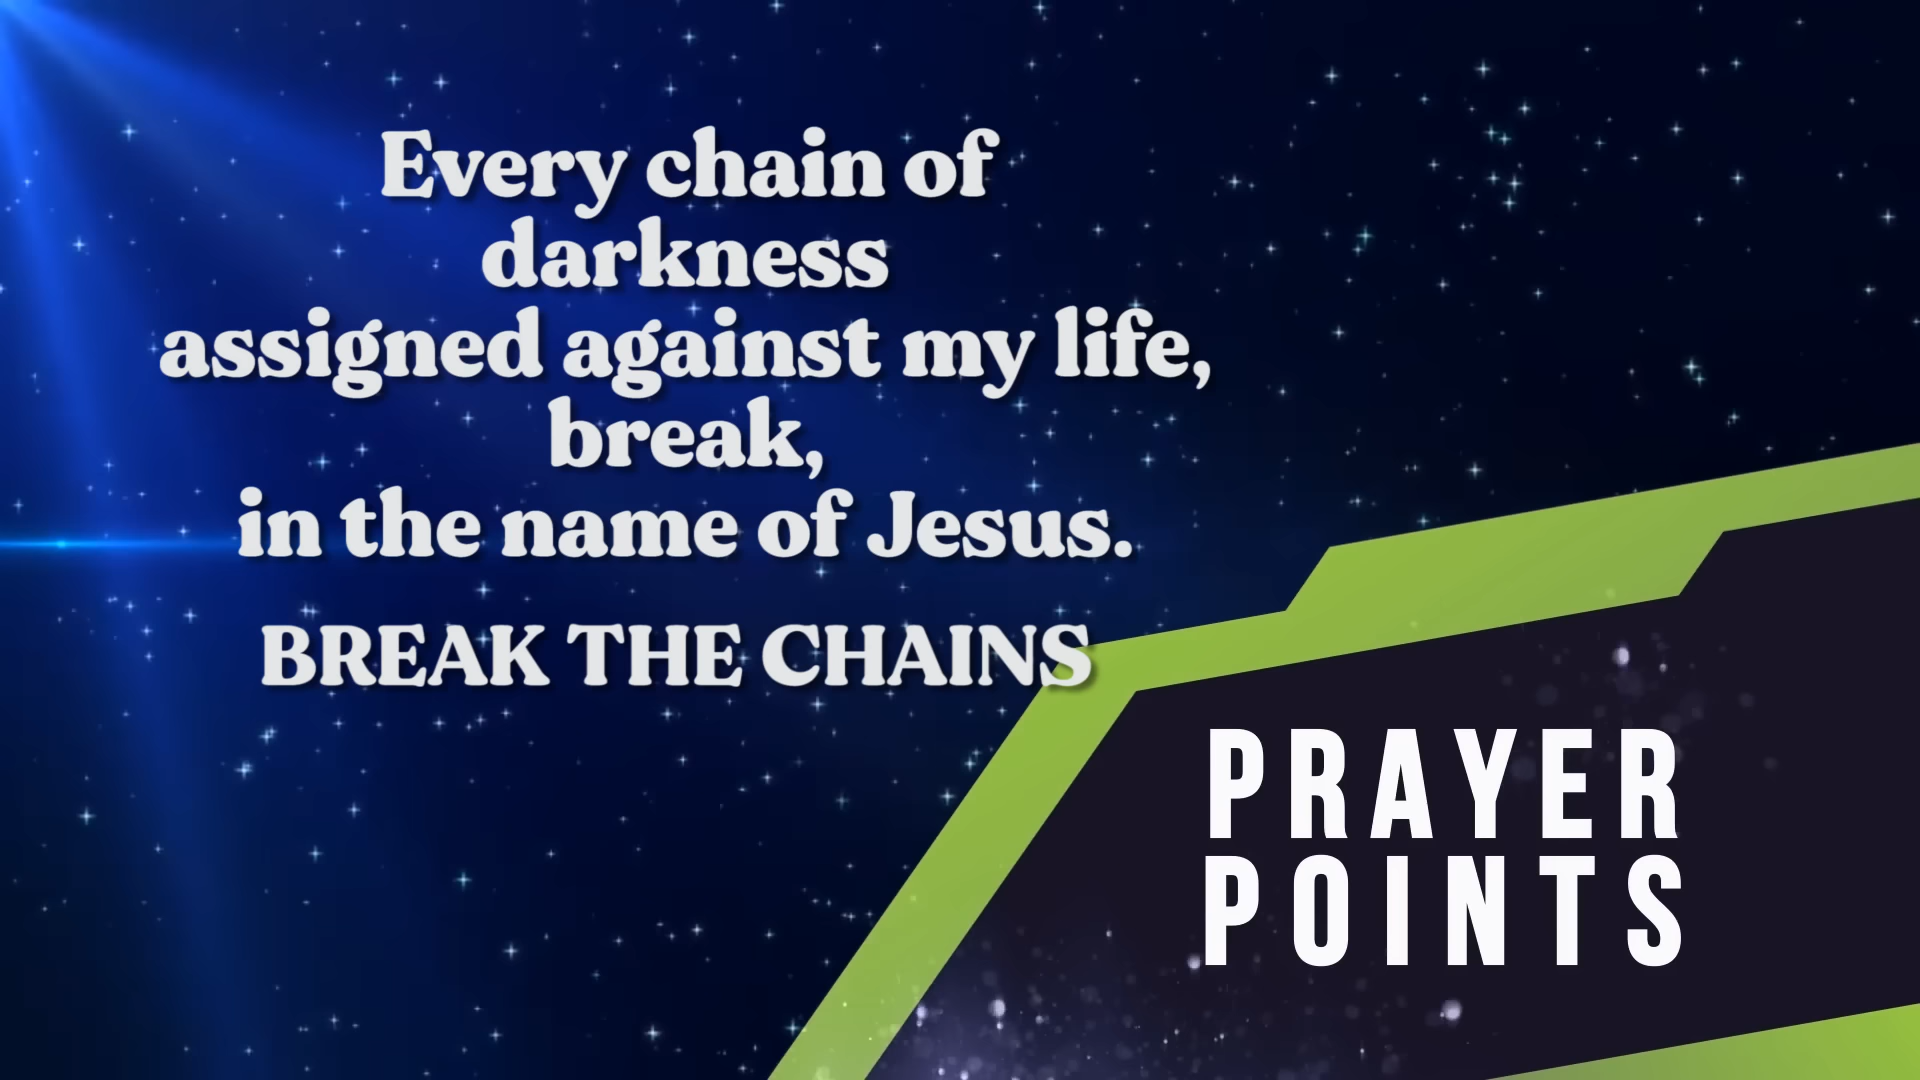 Every chain of
darkness
assigned against my life,
break,
in the name of Jesus.
BREAK THE CHAINS
PRAYER
POINTS